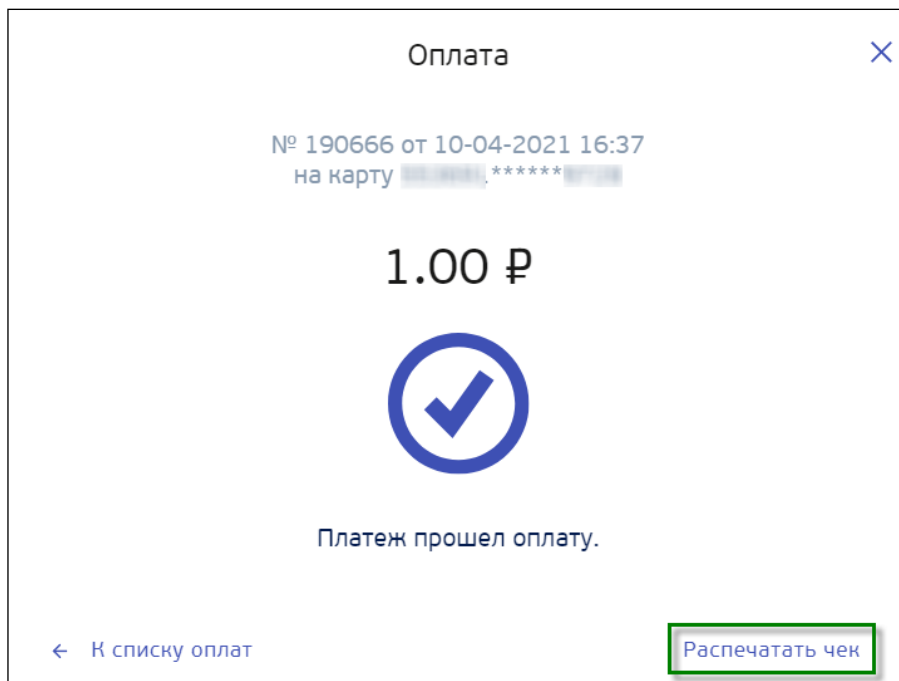 Оплата
№ 190666 от 10-04-2021 16:37
на карту .******
1.00 ₽
Платеж прошел оплату.
← К списку оплат
Распечатать чек